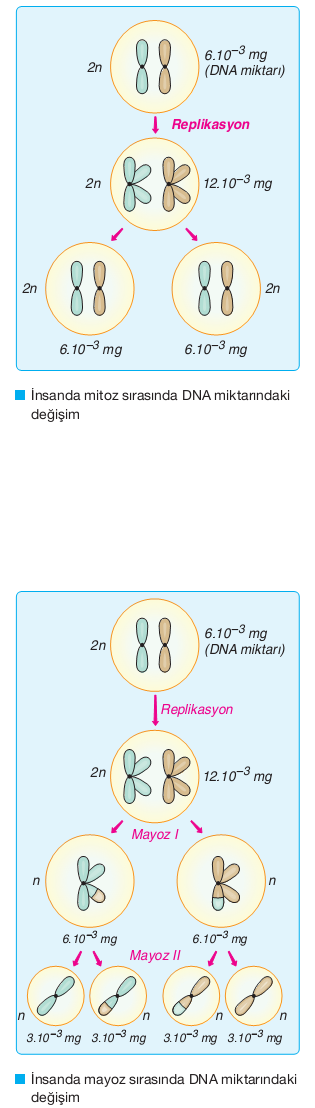 2n
6.10⁻³ mg
(DNA miktarı)
Replikasyon
2n
12.10⁻³ mg
2n
2n
6.10⁻³ mg
6.10⁻³ mg
İnsanda mitoz sırasında DNA miktarındaki
değişim
2n
6.10⁻³ mg
(DNA miktarı)
Replikasyon
2n
12.10⁻³ mg
Mayoz I
n
n
6.10⁻³ mg
6.10⁻³ mg
Mayoz II
n
n
n
n
3.10⁻³ mg
3.10⁻³ mg
3.10⁻³ mg
3.10⁻³ mg
İnsanda mayoz sırasında DNA miktarındaki
değişim